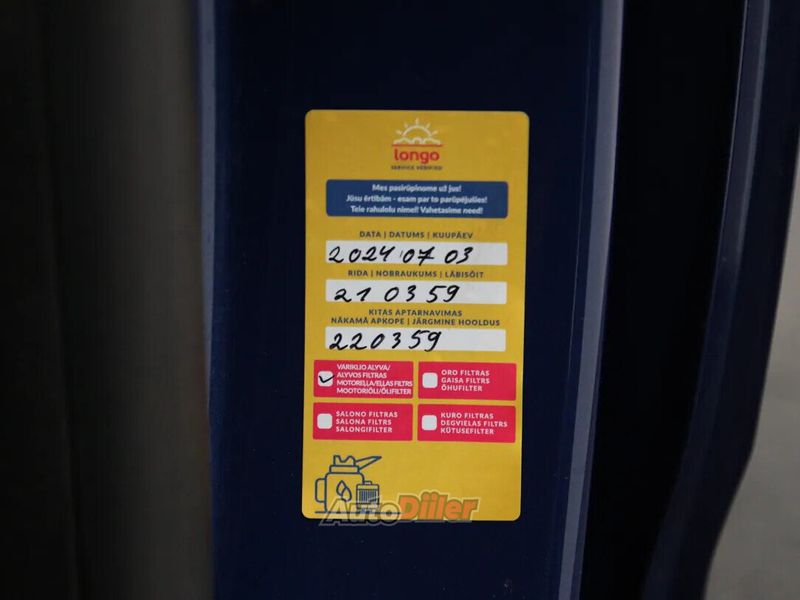 longo
SERVICE VERIFIED
Mes pasirūpinome už jus!
Jūsu ērtībām - esam par to parūpējušies!
Teie rahulolu nimel! Vahetasime need!
DATA | DATUMS | KUUPÄEV
2024 07 03
RIDA | NOBRAUKUMS | LÄBISÕIT
210359
KITAS APTARNAVIMAS
NĀKAMĀ APKOPE | JÄRGMINE HOOLDUS
220359
VARIKLIO ALYVA/
ALYVOS FILTRAS
MOTOREĻĻA/EĻĻAS FILTRS
MOOTORIÕLI/ÕLIFILTER
ORO FILTRAS
GAISA FILTRS
ÕHUFILTER
SALONO FILTRAS
SALONA FILTRS
SALONGIFILTER
KURO FILTRAS
DEGVIELAS FILTRS
KÜTUSEFILTER
AutoDiiler